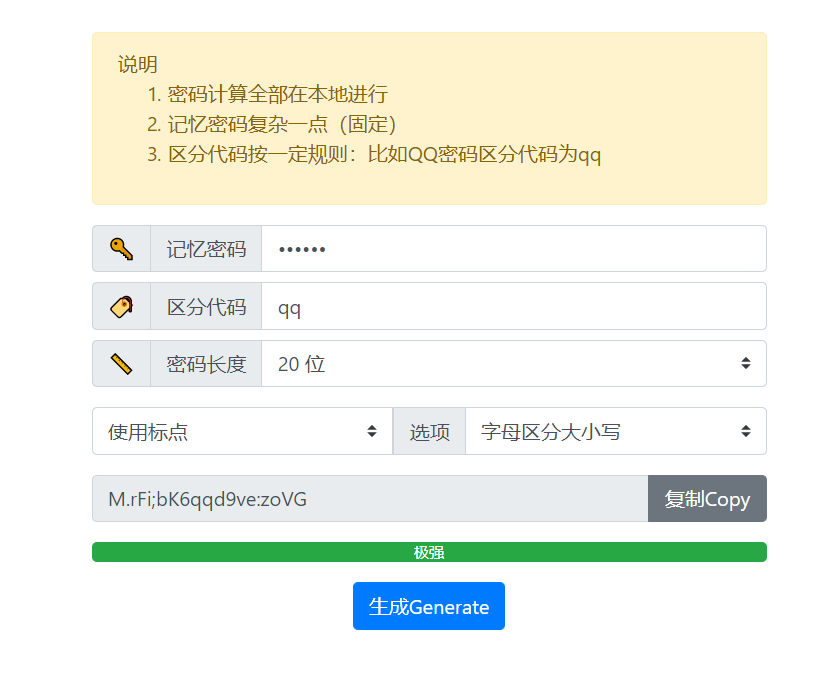 说明
1. 密码计算全部在本地进行
2. 记忆密码复杂一点（固定）
3. 区分代码按一定规则：比如QQ密码区分代码为qq
记忆密码 ••••••
区分代码 qq
密码长度 20 位
使用标点 选项 字母区分大小写
M.rFi;bK6qqd9ve:zoVG 复制Copy
极强
生成Generate